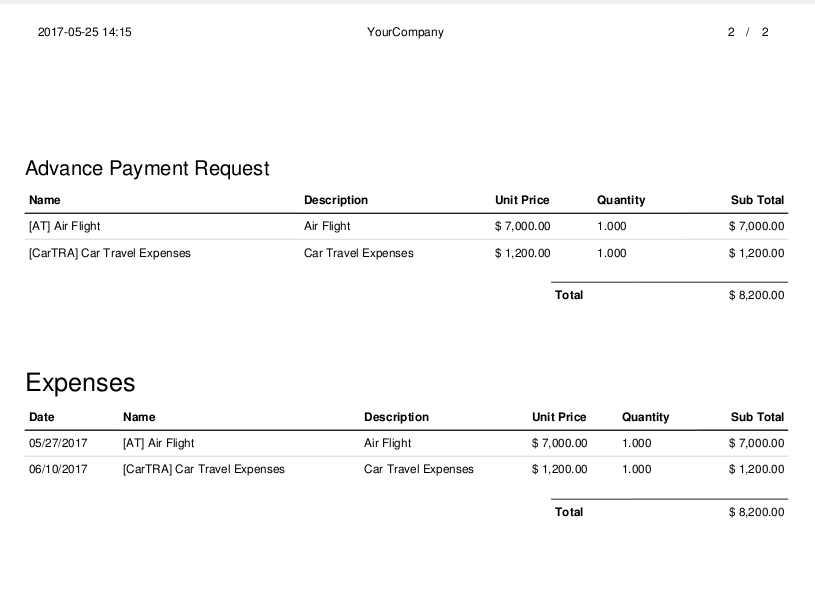 2017-05-25 14:15 YourCompany 2 / 2
Advance Payment Request
Name Description Unit Price Quantity Sub Total
[AT] Air Flight Air Flight $ 7,000.00 1.000 $ 7,000.00
[CarTRA] Car Travel Expenses Car Travel Expenses $ 1,200.00 1.000 $ 1,200.00
Total $ 8,200.00
Expenses
Date Name Description Unit Price Quantity Sub Total
05/27/2017 [AT] Air Flight Air Flight $ 7,000.00 1.000 $ 7,000.00
06/10/2017 [CarTRA] Car Travel Expenses Car Travel Expenses $ 1,200.00 1.000 $ 1,200.00
Total $ 8,200.00